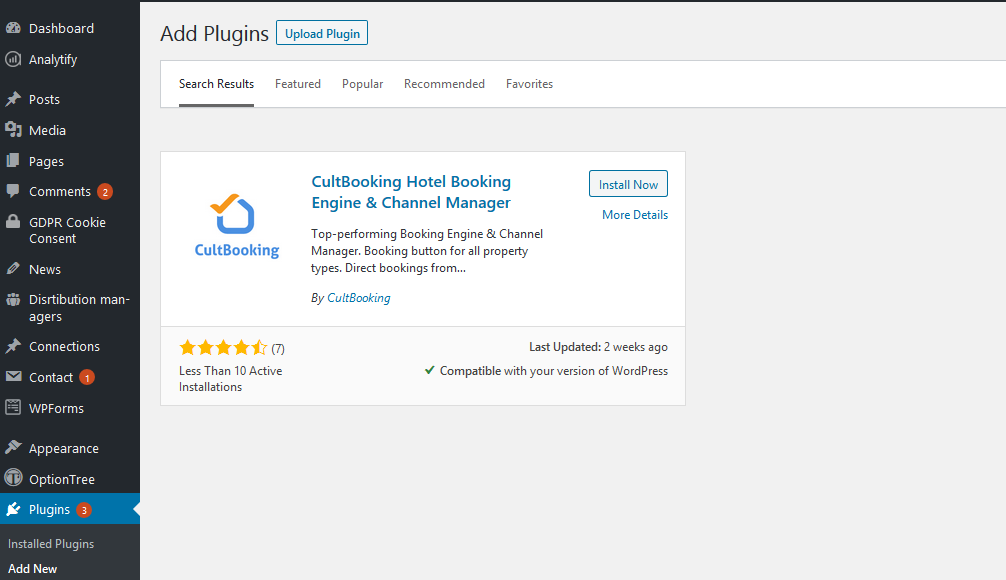 Dashboard
Analytify
Posts
Media
Pages
Comments 2
GDPR Cookie
Consent
News
Disrtibution man-
agers
Connections
Contact 1
WPForms
Appearance
OptionTree
Plugins 3
Installed Plugins
Add New
Add Plugins Upload Plugin
Search Results Featured Popular Recommended Favorites
CultBooking
CultBooking Hotel Booking
Engine & Channel Manager
Install Now
More Details
Top-performing Booking Engine & Channel
Manager. Booking button for all property
types. Direct bookings from...
By CultBooking
(7)
Less Than 10 Active
Installations
Last Updated: 2 weeks ago
Compatible with your version of WordPress